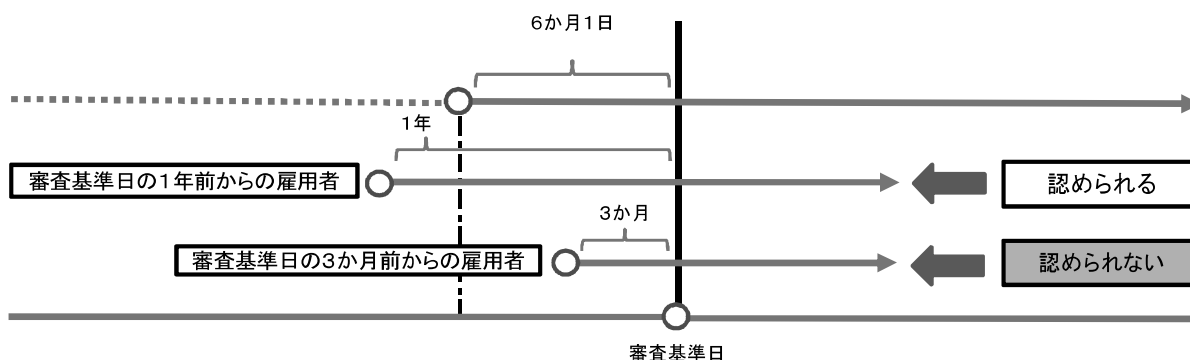 6か月1日
1年
審査基準日の1年前からの雇用者
認められる
3か月
審査基準日の3か月前からの雇用者
認められない
審査基準日